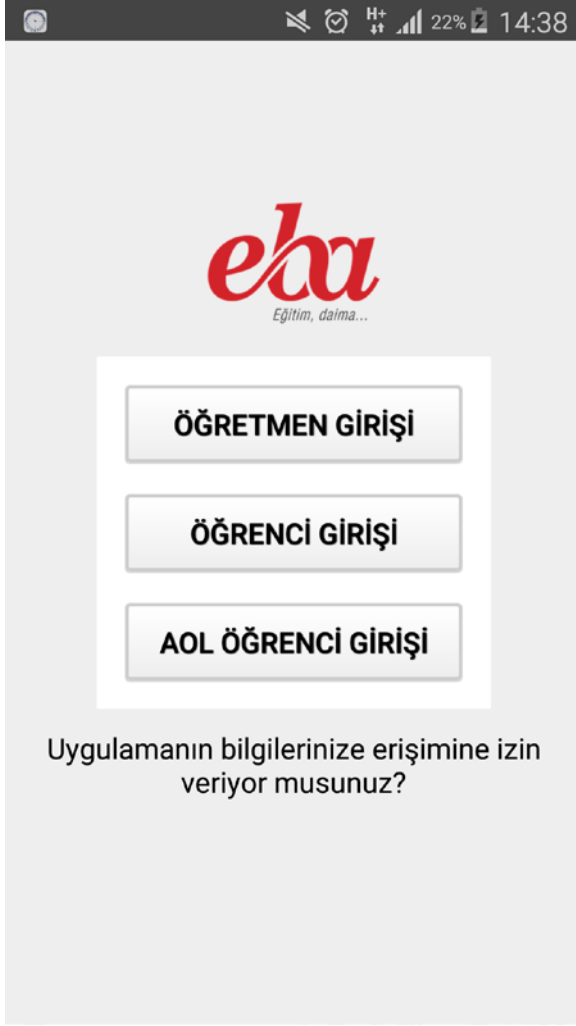 H+ 22% 14:38
eba
Eğitim, daima...
ÖĞRETMEN GİRİŞİ
ÖĞRENCİ GİRİŞİ
AOL ÖĞRENCİ GİRİŞİ
Uygulamanın bilgilerinize erişimine izin
veriyor musunuz?